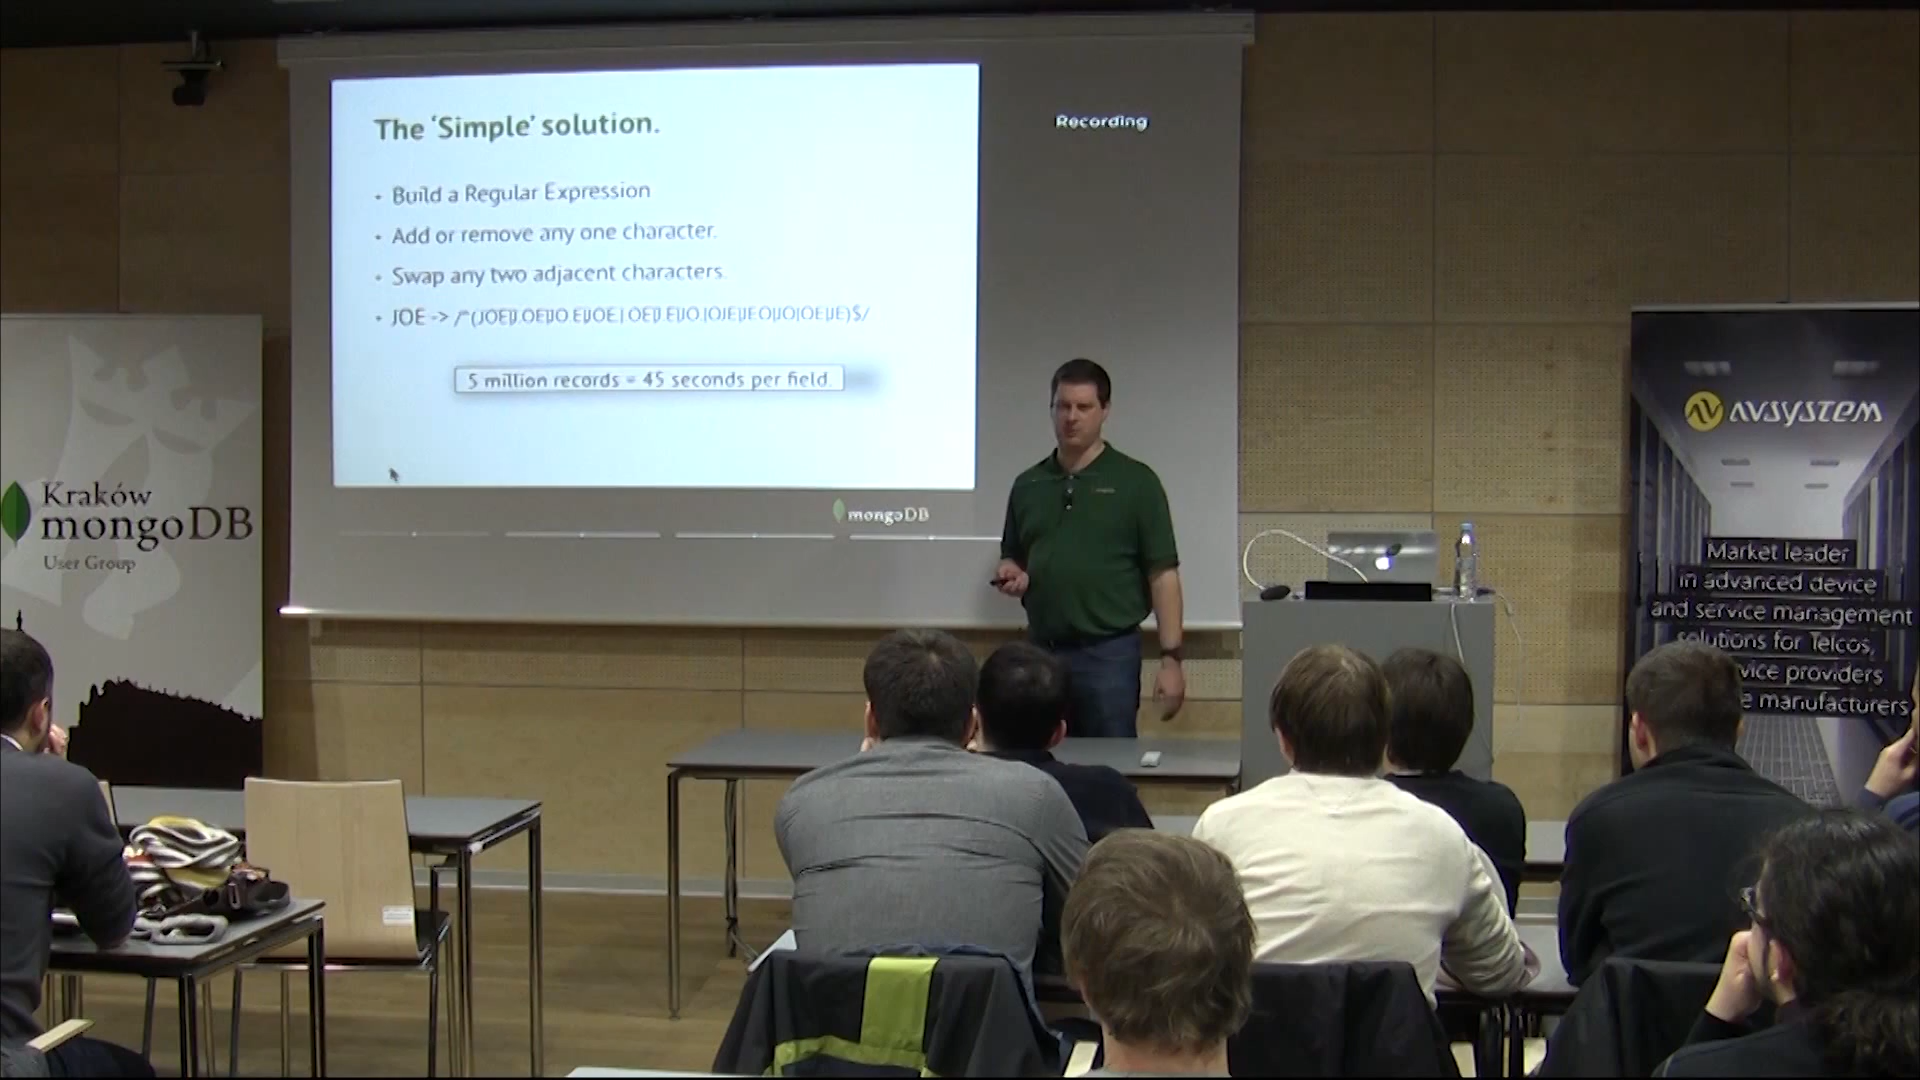 The ‘Simple’ solution.
• Build a Regular Expression
• Add or remove any one character.
• Swap any two adjacent characters.
• JOE ->
5 million records = 45 seconds per field.
Recording
mongoDB
Kraków
mongoDB
User Group
AVSYSTEM
Market leader
in advanced device
and service management
solutions for Telcos,
vice providers
e manufacturers